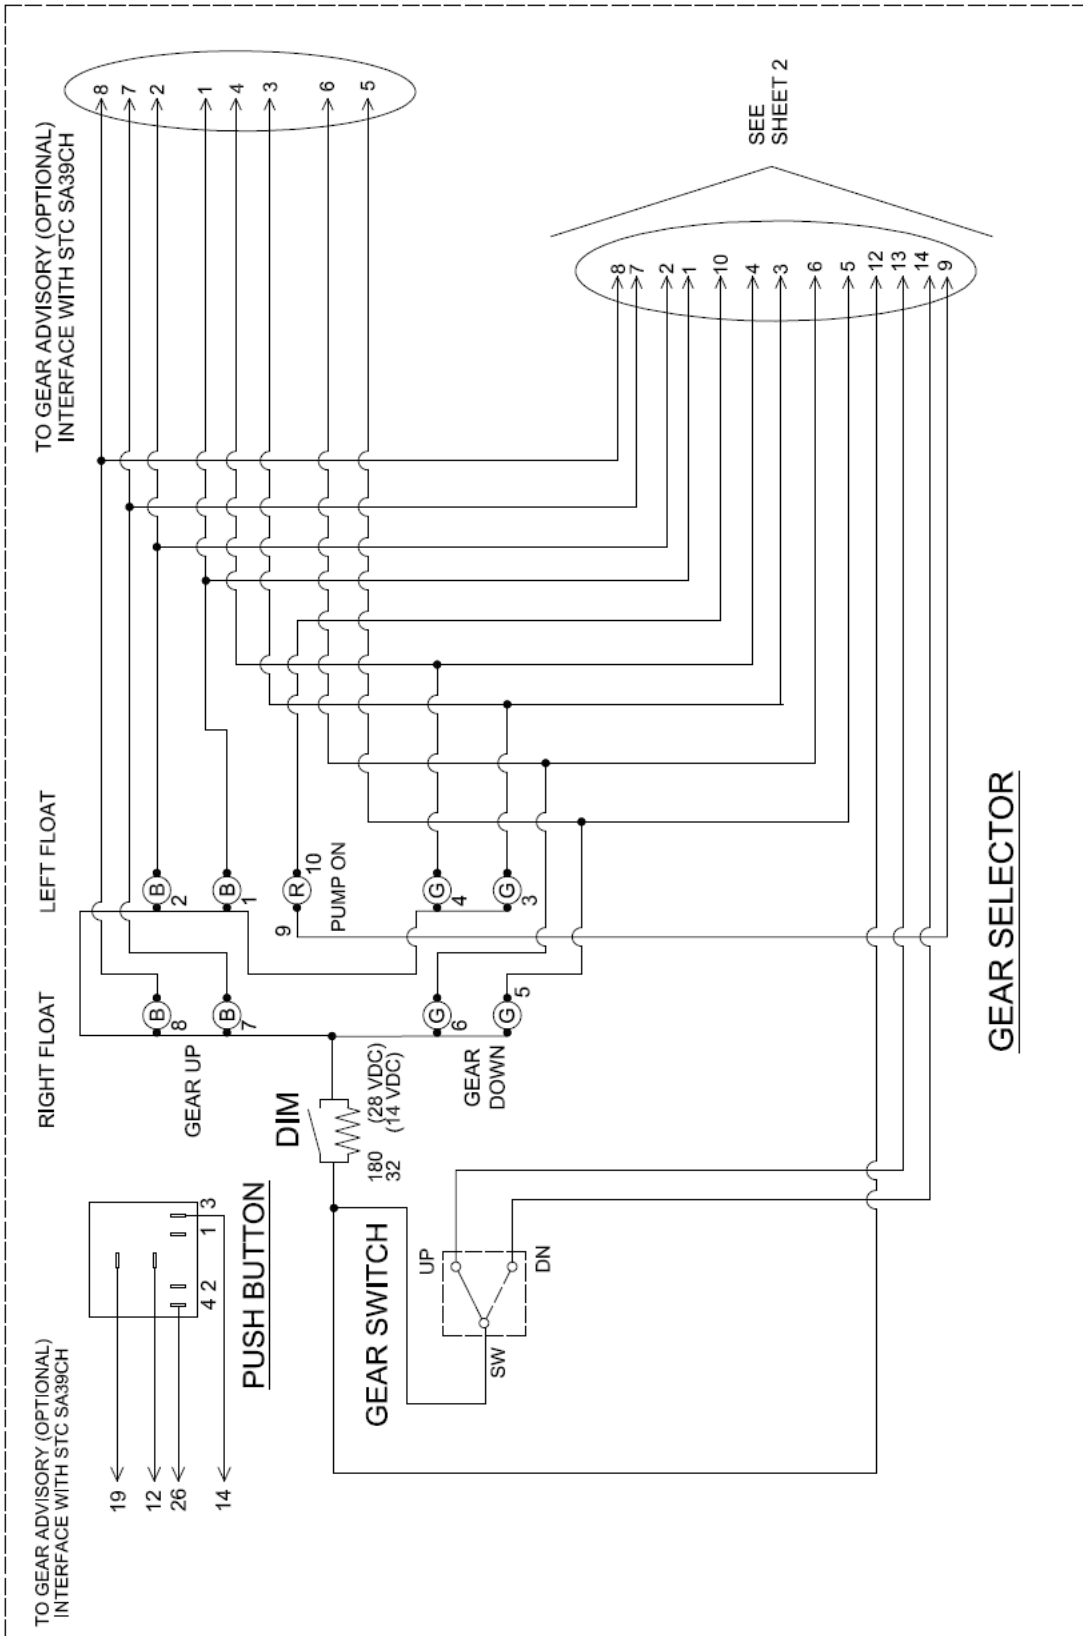 TO GEAR ADVISORY (OPTIONAL)
INTERFACE WITH STC SA39CH
19
12
26
14
4 2
1 3
PUSH BUTTON
RIGHT FLOAT
LEFT FLOAT
TO GEAR ADVISORY (OPTIONAL)
INTERFACE WITH STC SA39CH
8
7
2
1
4
3
6
5
B
8
B
7
GEAR UP
B
2
B
1
R
9
10
PUMP ON
DIM
180 (28 VDC)
32 (14 VDC)
G
6
G
5
GEAR
DOWN
G
4
G
3
GEAR SWITCH
UP
DN
SW
SEE
SHEET 2
8
7
2
1
10
4
3
6
5
12
13
14
9
GEAR SELECTOR